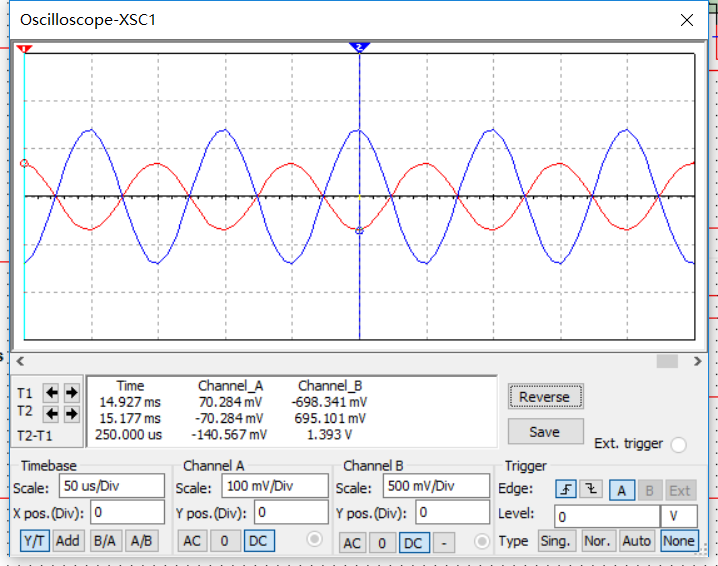 Oscilloscope-XSC1
1
2
Time Channel_A Channel_B
T1 14.927 ms 70.284 mV -698.341 mV
T2 15.177 ms -70.284 mV 695.101 mV
T2-T1 250.000 us -140.567 mV 1.393 V
Reverse
Save
Ext. trigger
Timebase
Scale: 50 us/Div
X pos.(Div): 0
Y/T Add B/A A/B
Channel A
Scale: 100 mV/Div
Y pos.(Div): 0
AC 0 DC
Channel B
Scale: 500 mV/Div
Y pos.(Div): 0
AC 0 DC -
Trigger
Edge: A B Ext
Level: 0 V
Type Sing. Nor. Auto None